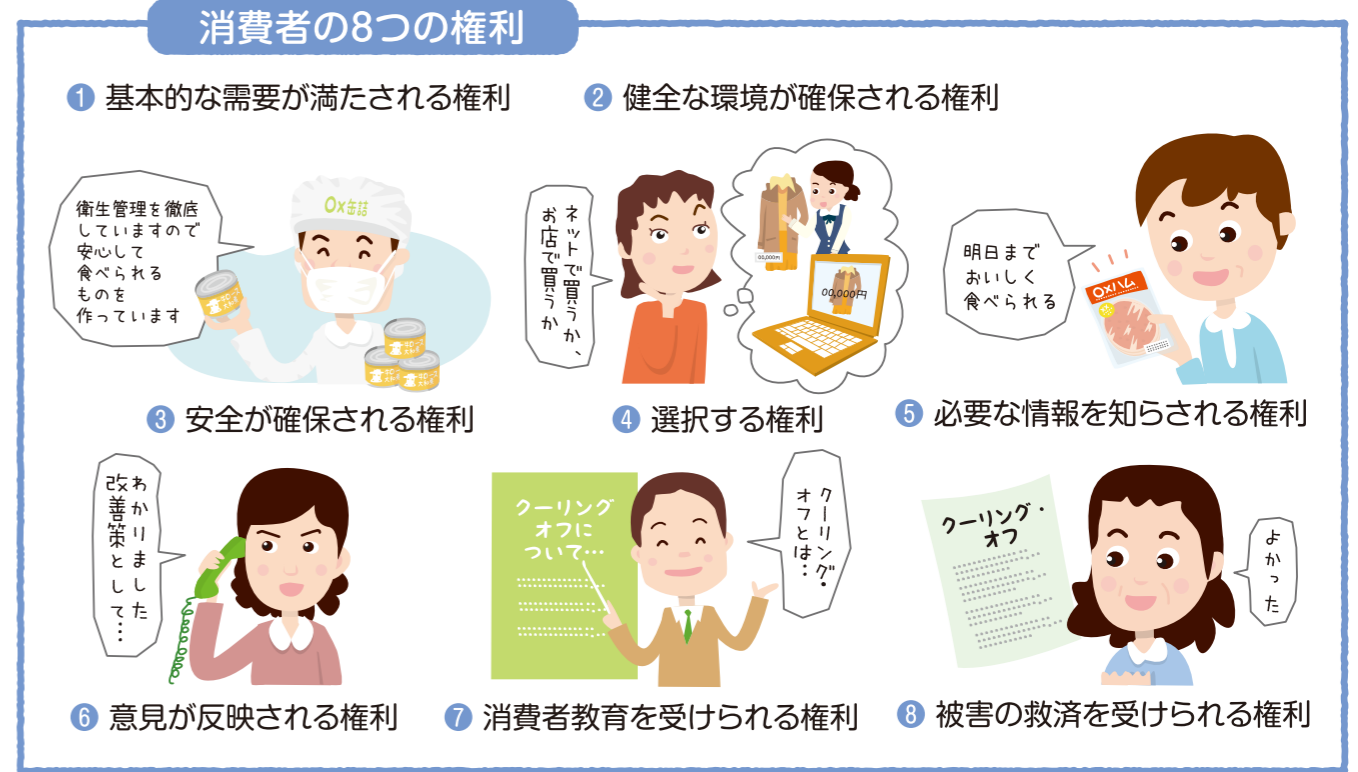 消費者の8つの権利
① 基本的な需要が満たされる権利
② 健全な環境が確保される権利
衛生管理を徹底
していますので
安心して
食べられる
ものを
作っています
○×缶詰
③ 安全が確保される権利
ネットで買うか、
お店で買うか
00,000円
00,000円
④ 選択する権利
明日まで
おいしく
食べられる
○×ハム
⑤ 必要な情報を知らされる権利
わかりました
改善策として…
⑥ 意見が反映される権利
クーリング
オフに
ついて…
クーリング・
オフとは…
⑦ 消費者教育を受けられる権利
クーリング・
オフ
よかった
⑧ 被害の救済を受けられる権利